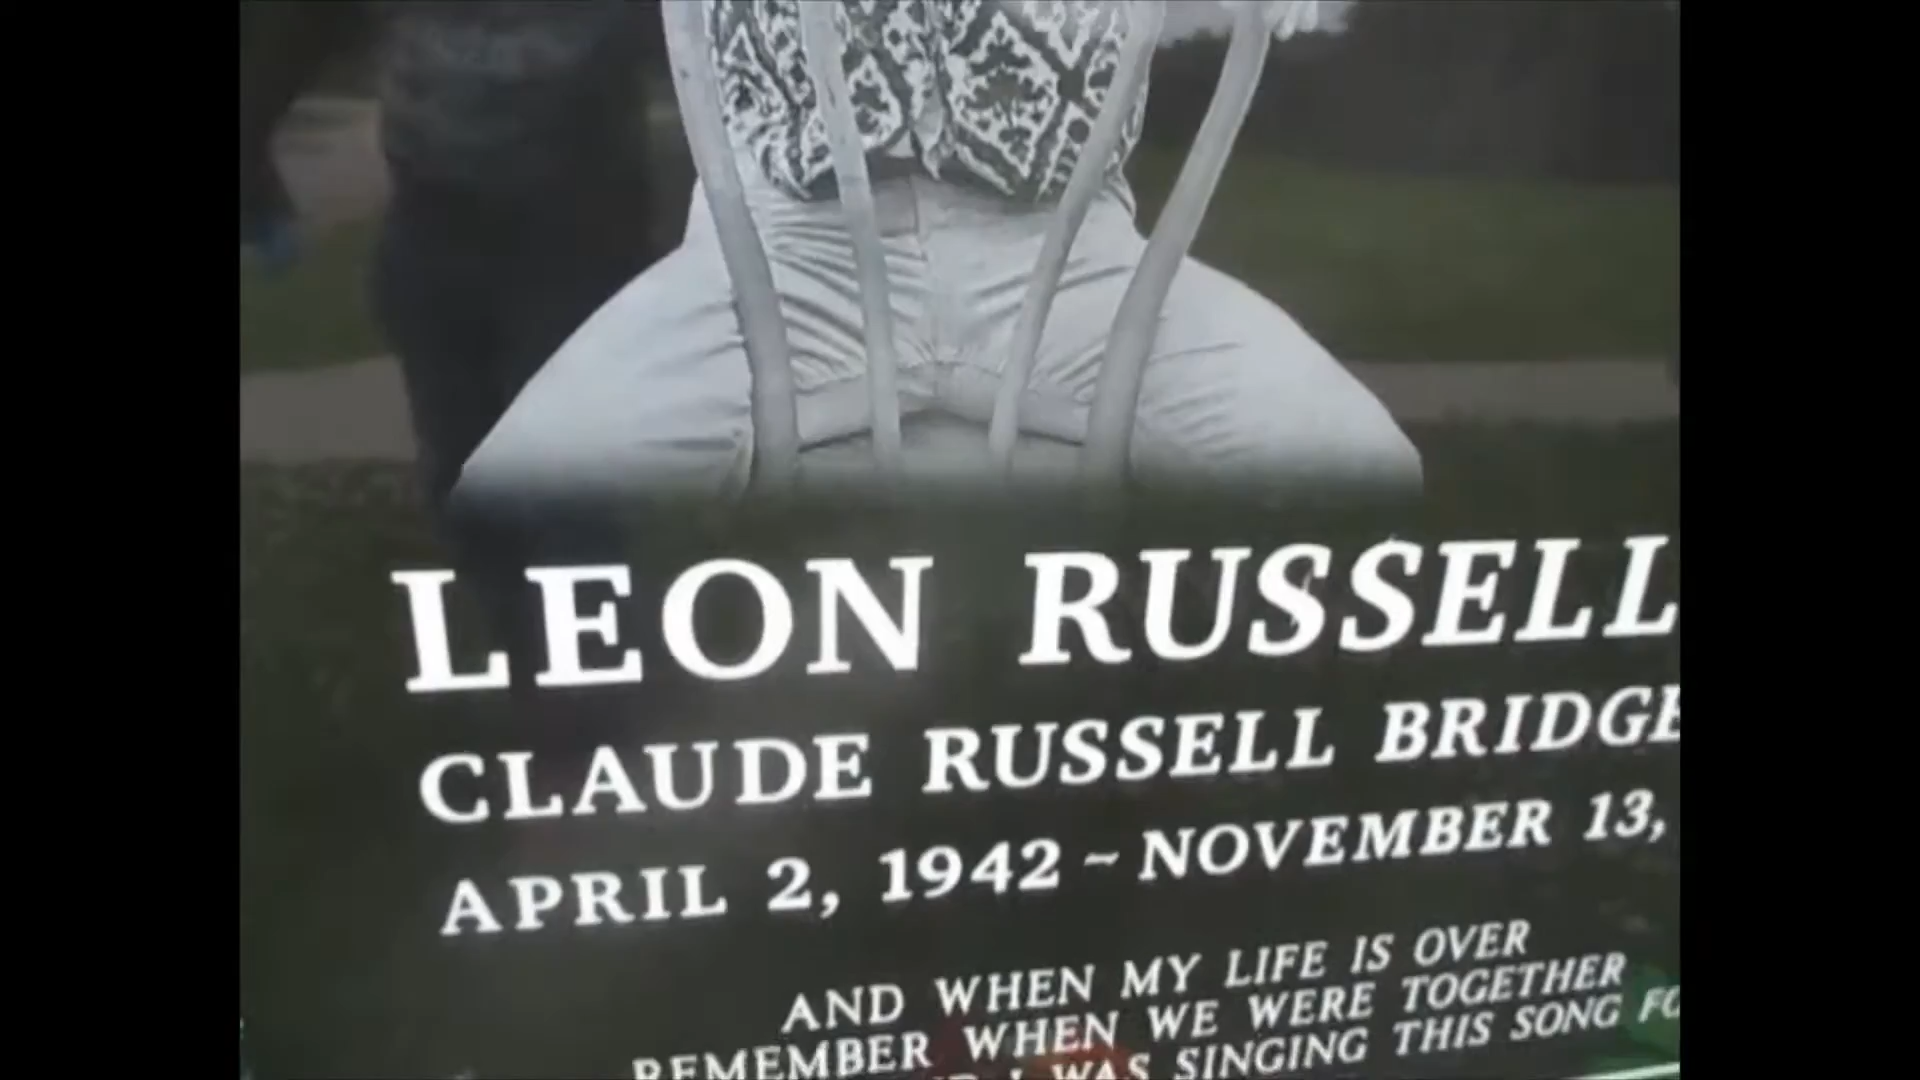 LEON RUSSELL
CLAUDE RUSSELL BRIDGE
APRIL 2, 1942 ~ NOVEMBER 13,
AND WHEN MY LIFE IS OVER
REMEMBER WHEN WE WERE TOGETHER
I WAS SINGING THIS SONG FO